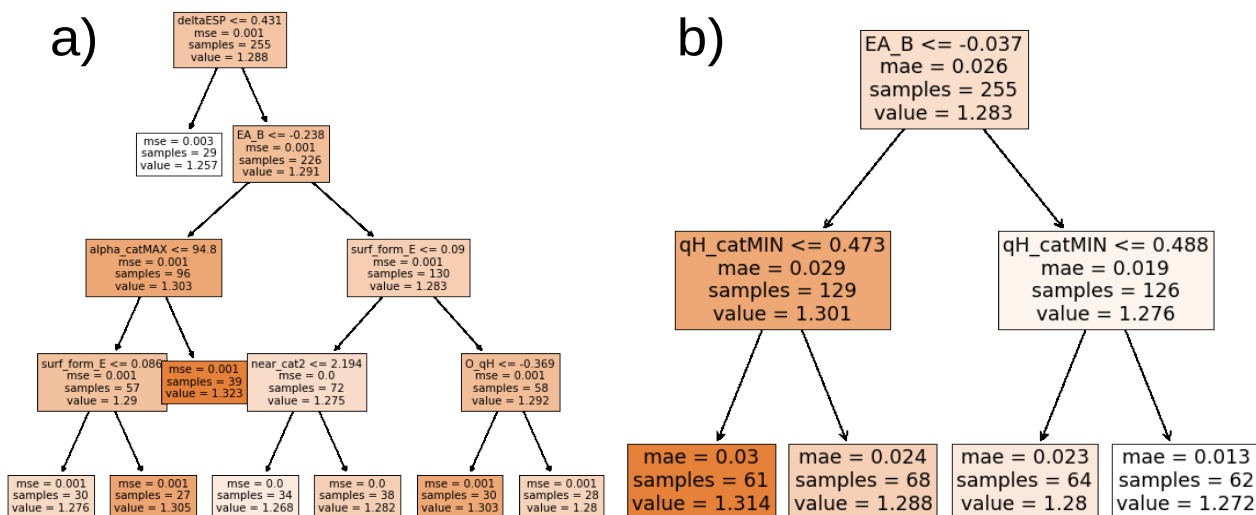 a)
deltaESP <= 0.431
mse = 0.001
samples = 255
value = 1.288
mse = 0.003
samples = 29
value = 1.257
EA_B <= -0.238
mse = 0.001
samples = 226
value = 1.291
alpha_catMAX <= 94.8
mse = 0.001
samples = 96
value = 1.303
surf_form_E <= 0.09
mse = 0.001
samples = 130
value = 1.283
surf_form_E <= 0.086
mse = 0.001
samples = 57
value = 1.29
mse = 0.001
samples = 39
value = 1.323
near_cat2 <= 2.194
mse = 0.0
samples = 72
value = 1.275
O_qH <= -0.369
mse = 0.001
samples = 58
value = 1.292
mse = 0.001
samples = 30
value = 1.276
mse = 0.001
samples = 27
value = 1.305
mse = 0.0
samples = 34
value = 1.268
mse = 0.0
samples = 38
value = 1.282
mse = 0.001
samples = 30
value = 1.303
mse = 0.001
samples = 28
value = 1.28
b)
EA_B <= -0.037
mae = 0.026
samples = 255
value = 1.283
qH_catMIN <= 0.473
mae = 0.029
samples = 129
value = 1.301
qH_catMIN <= 0.488
mae = 0.019
samples = 126
value = 1.276
mae = 0.03
samples = 61
value = 1.314
mae = 0.024
samples = 68
value = 1.288
mae = 0.023
samples = 64
value = 1.28
mae = 0.013
samples = 62
value = 1.272